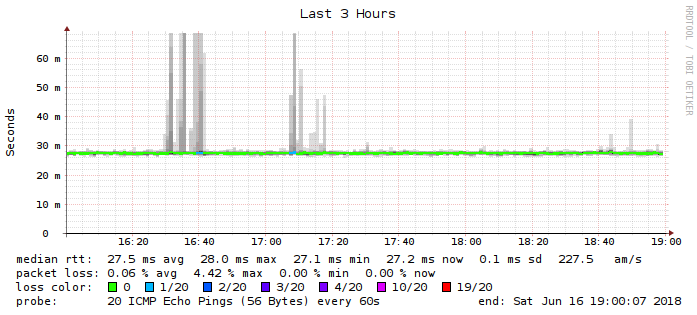 Last 3 Hours
RRDTOOL / TOBI OETIKER
Seconds
60 m
50 m
40 m
30 m
20 m
10 m
0
16:20 16:40 17:00 17:20 17:40 18:00 18:20 18:40 19:00
median rtt: 27.5 ms avg 28.0 ms max 27.1 ms min 27.2 ms now 0.1 ms sd 227.5 am/s
packet loss: 0.06 % avg 4.42 % max 0.00 % min 0.00 % now
loss color: 0 1/20 2/20 3/20 4/20 10/20 19/20
probe: 20 ICMP Echo Pings (56 Bytes) every 60s end: Sat Jun 16 19:00:07 2018